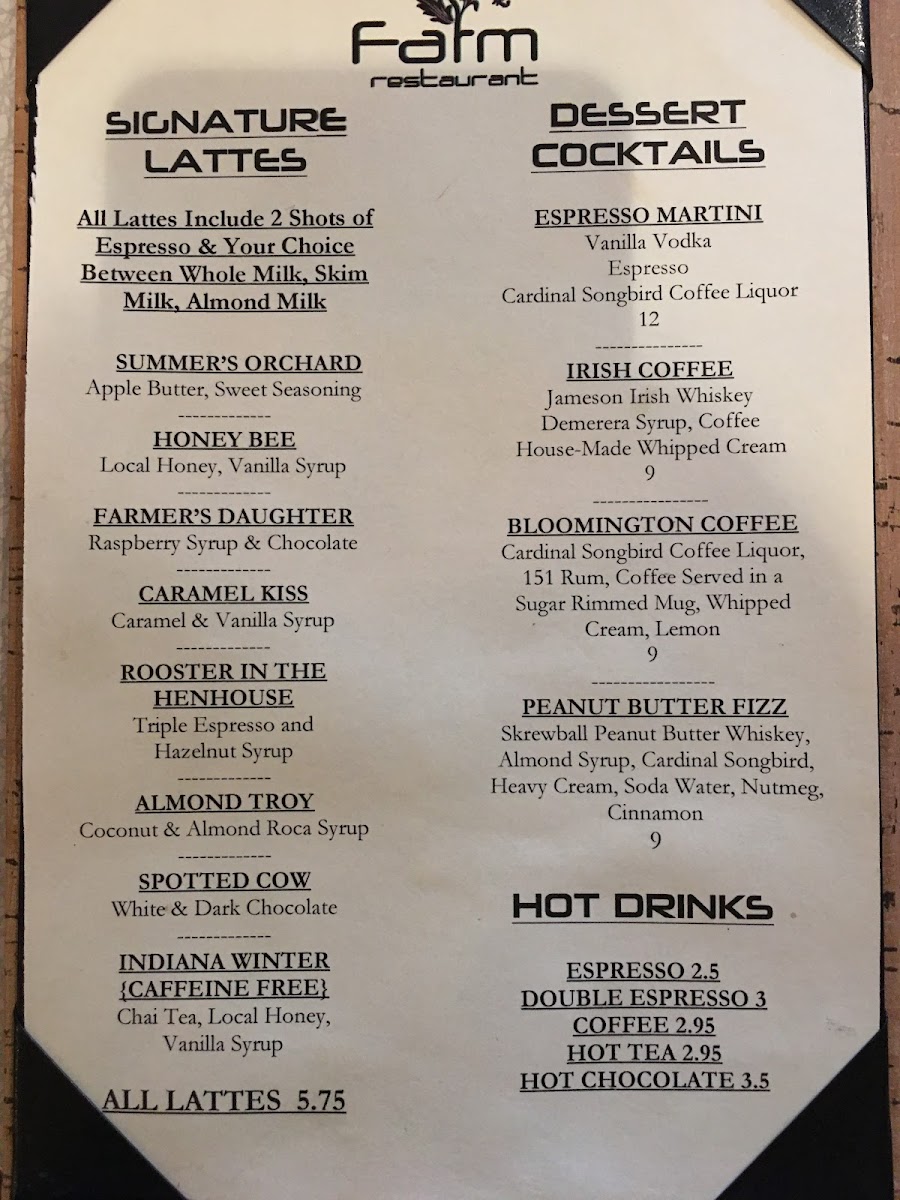 Farm
restaurant
SIGNATURE
LATTES
All Lattes Include 2 Shots of
Espresso & Your Choice
Between Whole Milk, Skim
Milk, Almond Milk
SUMMER'S ORCHARD
Apple Butter, Sweet Seasoning
-------------
HONEY BEE
Local Honey, Vanilla Syrup
-------------
FARMER'S DAUGHTER
Raspberry Syrup & Chocolate
-------------
CARAMEL KISS
Caramel & Vanilla Syrup
-------------
ROOSTER IN THE
HENHOUSE
Triple Espresso and
Hazelnut Syrup
-------------
ALMOND TROY
Coconut & Almond Roca Syrup
-------------
SPOTTED COW
White & Dark Chocolate
-------------
INDIANA WINTER
{CAFFEINE FREE}
Chai Tea, Local Honey,
Vanilla Syrup
ALL LATTES 5.75
DESSERT
COCKTAILS
ESPRESSO MARTINI
Vanilla Vodka
Espresso
Cardinal Songbird Coffee Liquor
12
---------------
IRISH COFFEE
Jameson Irish Whiskey
Demerera Syrup, Coffee
House-Made Whipped Cream
9
----------------
BLOOMINGTON COFFEE
Cardinal Songbird Coffee Liquor,
151 Rum, Coffee Served in a
Sugar Rimmed Mug, Whipped
Cream, Lemon
9
-----------------
PEANUT BUTTER FIZZ
Skrewball Peanut Butter Whiskey,
Almond Syrup, Cardinal Songbird,
Heavy Cream, Soda Water, Nutmeg,
Cinnamon
9
HOT DRINKS
ESPRESSO 2.5
DOUBLE ESPRESSO 3
COFFEE 2.95
HOT TEA 2.95
HOT CHOCOLATE 3.5